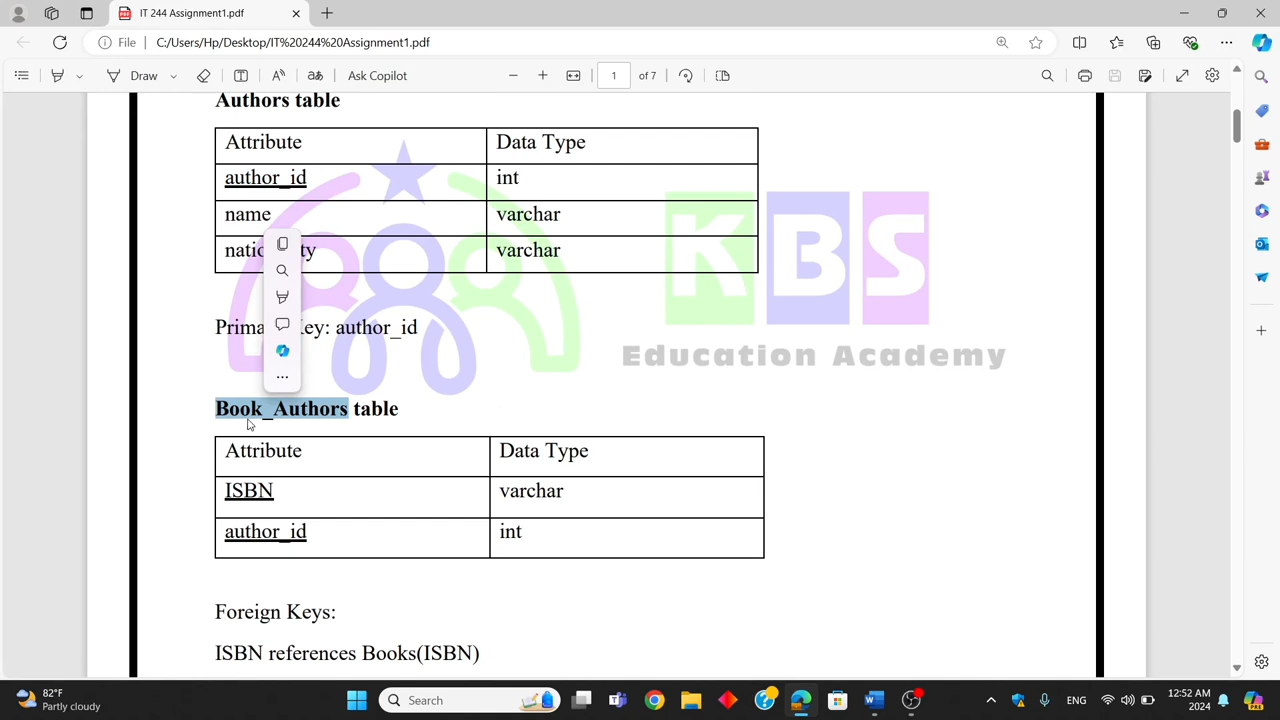 IT 244 Assignment1.pdf
File
C:/Users/Hp/Desktop/IT%20244%20Assignment1.pdf
Draw
Ask Copilot
1 of 7
Authors table
Attribute Data Type
author_id int
name varchar
varchar
author_id
Book_Authors table
Attribute Data Type
ISBN varchar
author_id int
Foreign Keys:
ISBN references Books(ISBN)
KBS
Education Academy
82°F
Partly cloudy
Search
ENG
12:52 AM
2024